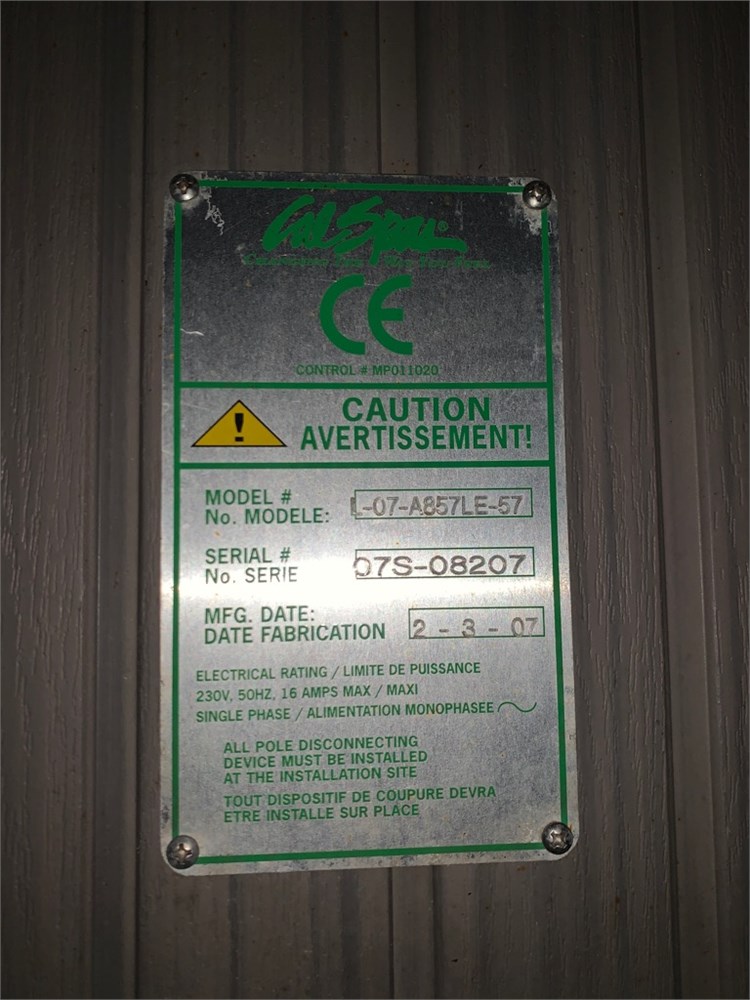 Cal Spas®
CE
CONTROL # MP011020
!
CAUTION
AVERTISSEMENT!
MODEL #
No. MODELE: L-07-A857LE-57
SERIAL #
No. SERIE 07S-08207
MFG. DATE:
DATE FABRICATION 2 - 3 - 07
ELECTRICAL RATING / LIMITE DE PUISSANCE
230V, 50HZ, 16 AMPS MAX / MAXI
SINGLE PHASE / ALIMENTATION MONOPHASEE
ALL POLE DISCONNECTING
DEVICE MUST BE INSTALLED
AT THE INSTALLATION SITE
TOUT DISPOSITIF DE COUPURE DEVRA
ETRE INSTALLE SUR PLACE